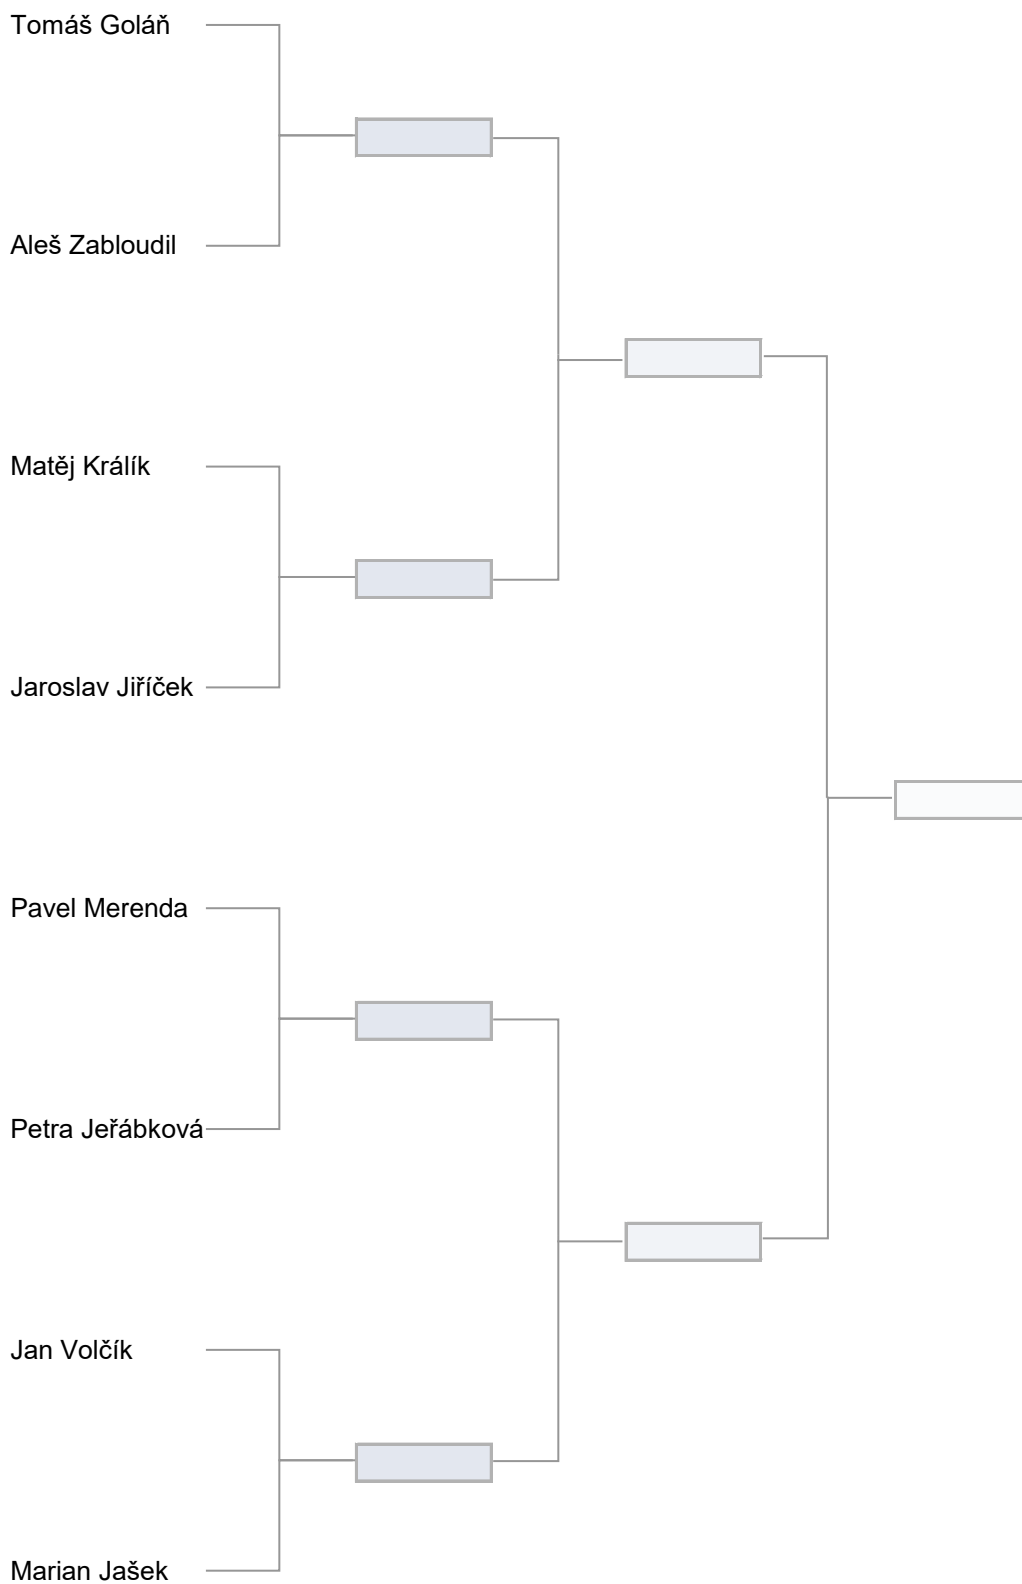 Tomáš Goláň
Aleš Zabloudil
Matěj Králík
Jaroslav Jiříček
Pavel Merenda
Petra Jeřábková
Jan Volčík
Marian Jašek